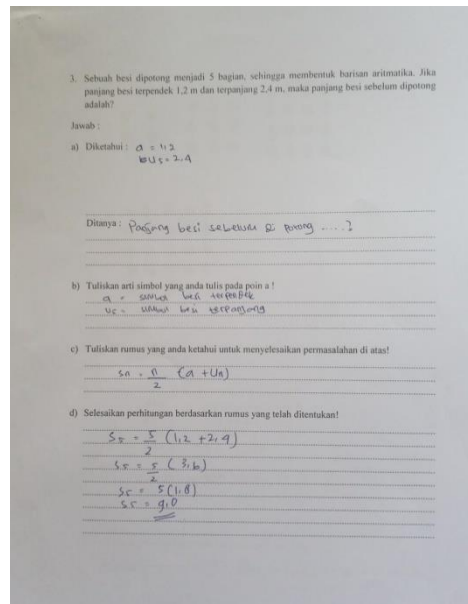 3. Sebuah besi dipotong menjadi 5 bagian, sehingga membentuk barisan aritmatika. Jika
panjang besi terpendek 1,2 m dan terpanjang 2,4 m, maka panjang besi sebelum dipotong
adalah?
Jawab :
a) Diketahui : a = 1,2
U5 = 2.4
Ditanya : Panjang besi sebelum di potong ....?
b) Tuliskan arti simbol yang anda tulis pada poin a !
a = simbol besi terpendek
U5 = simbol besi terpanjang
c) Tuliskan rumus yang anda ketahui untuk menyelesaikan permasalahan di atas!
Sn = n/2 (a + Un)
d) Selesaikan perhitungan berdasarkan rumus yang telah ditentukan!
S5 = 5/2 (1,2 + 2,4)
S5 = 5/2 (3,6)
S5 = 5(1,8)
S5 = 9,0